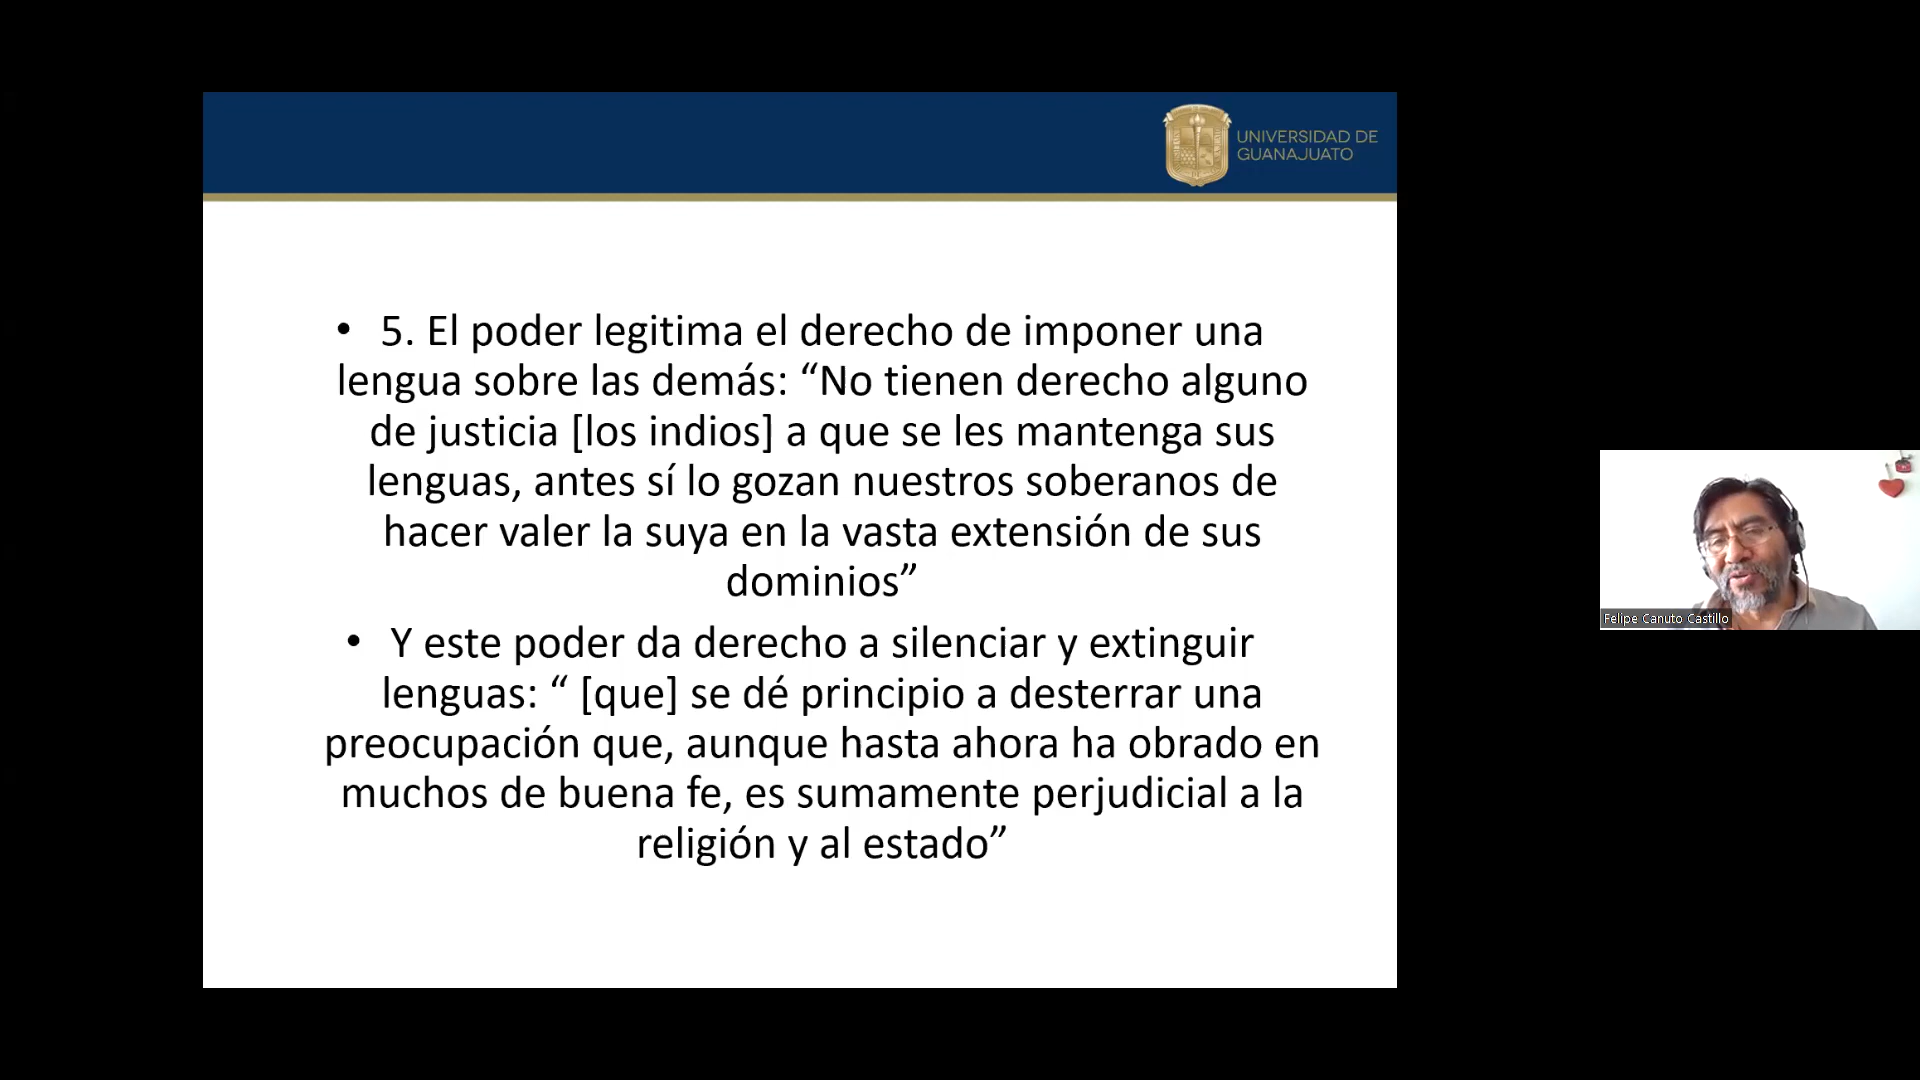 UNIVERSIDAD DE
GUANAJUATO
• 5. El poder legitima el derecho de imponer una
lengua sobre las demás: “No tienen derecho alguno
de justicia [los indios] a que se les mantenga sus
lenguas, antes sí lo gozan nuestros soberanos de
hacer valer la suya en la vasta extensión de sus
dominios”
• Y este poder da derecho a silenciar y extinguir
lenguas: “ [que] se dé principio a desterrar una
preocupación que, aunque hasta ahora ha obrado en
muchos de buena fe, es sumamente perjudicial a la
religión y al estado”
Felipe Canuto Castillo